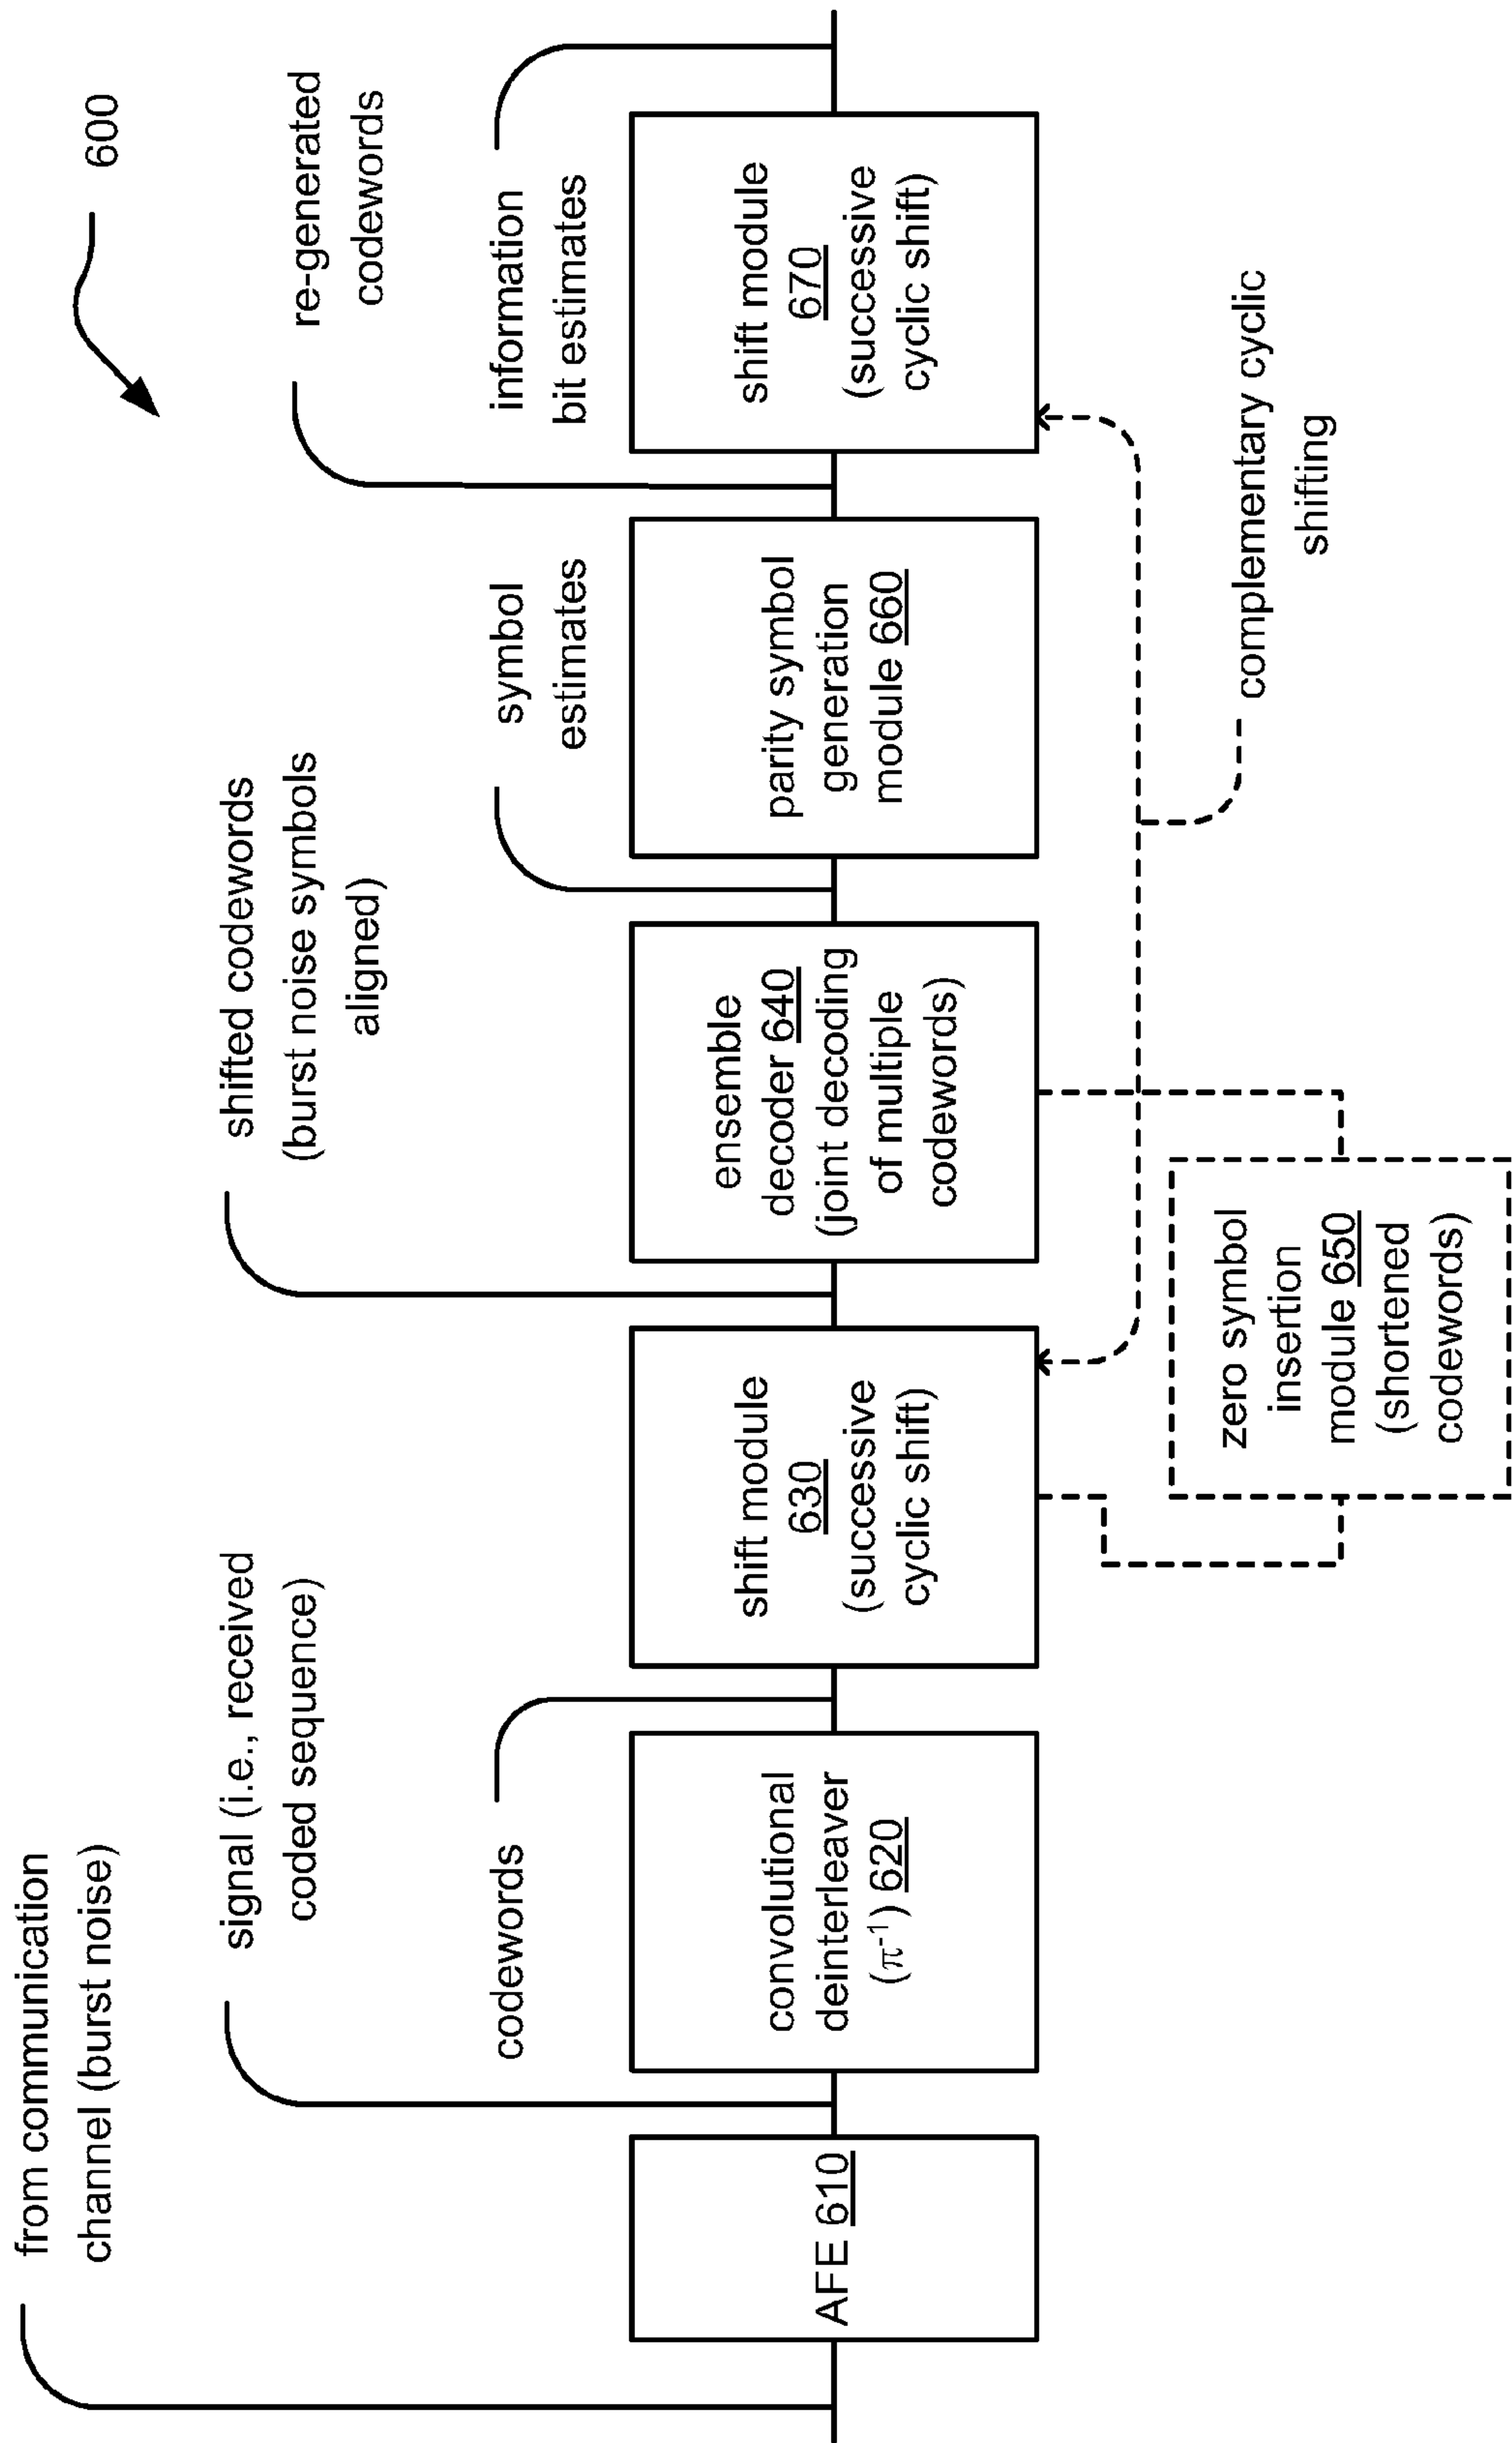 600
from communication
channel (burst noise)
signal (i.e., received
coded sequence)
shifted codewords
(burst noise symbols
aligned)
re-generated
codewords
codewords
symbol
estimates
information
bit estimates
AFE 610
convolutional
deinterleaver
(π-1) 620
shift module
630
(successive
cyclic shift)
ensemble
decoder 640
(joint decoding
of multiple
codewords)
parity symbol
generation
module 660
shift module
670
(successive
cyclic shift)
zero symbol
insertion
module 650
(shortened
codewords)
complementary cyclic
shifting